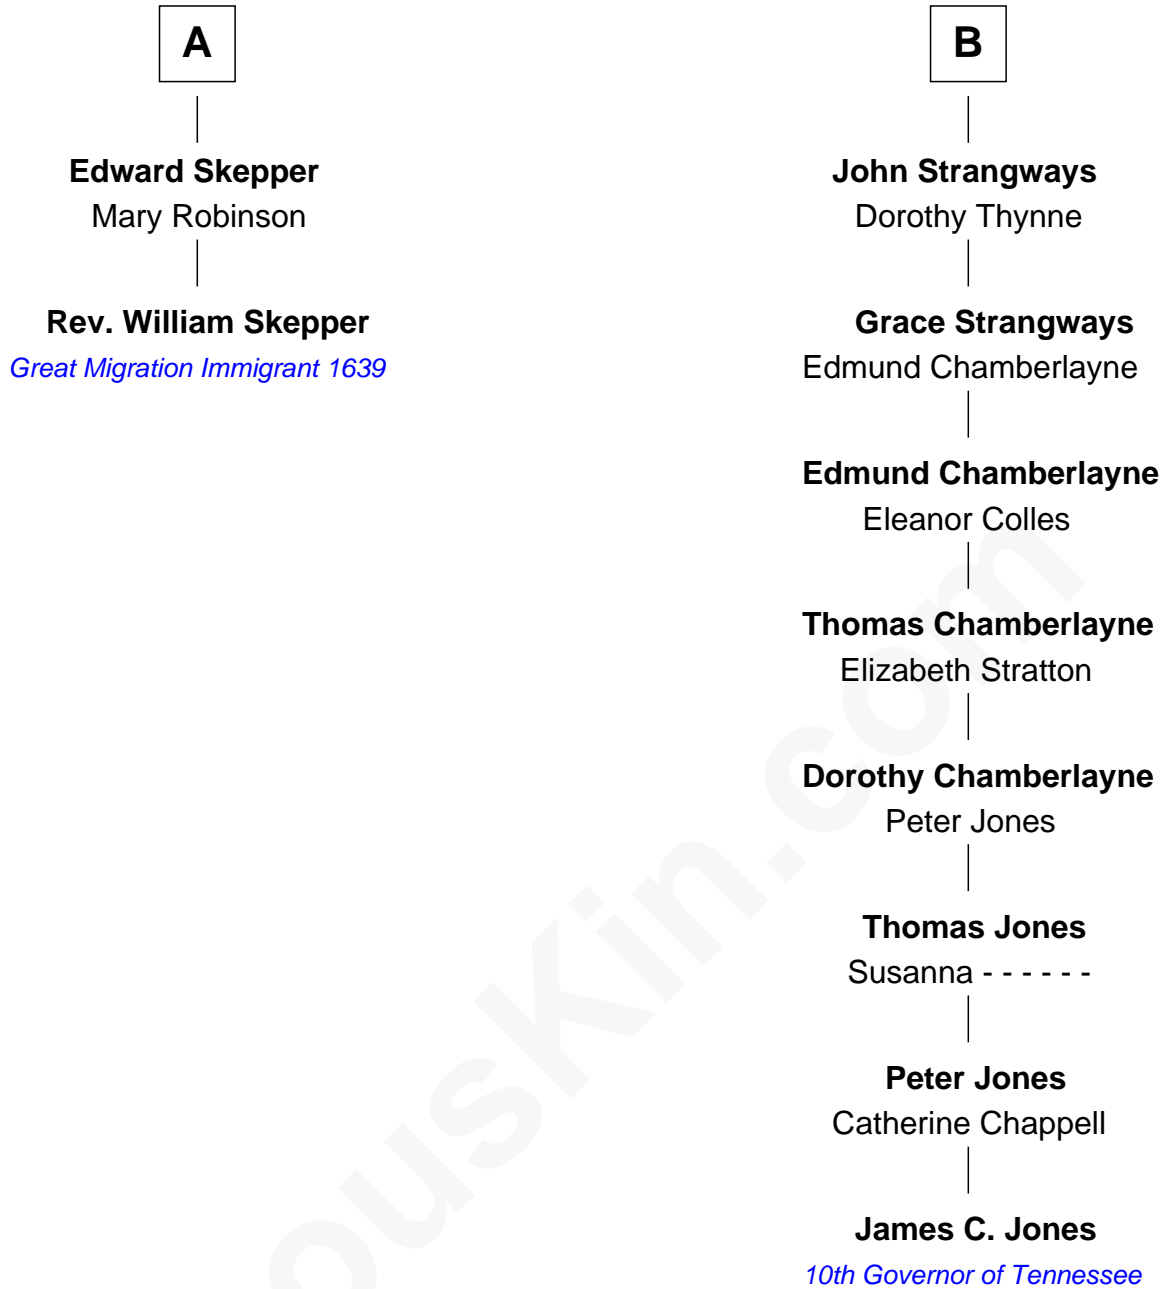 A
Edward Skepper
Mary Robinson
Rev. William Skepper
Great Migration Immigrant 1639
B
John Strangways
Dorothy Thynne
Grace Strangways
Edmund Chamberlayne
Edmund Chamberlayne
Eleanor Colles
Thomas Chamberlayne
Elizabeth Stratton
Dorothy Chamberlayne
Peter Jones
Thomas Jones
Susanna - - - - - -
Peter Jones
Catherine Chappell
James C. Jones
10th Governor of Tennessee
ousKin.com